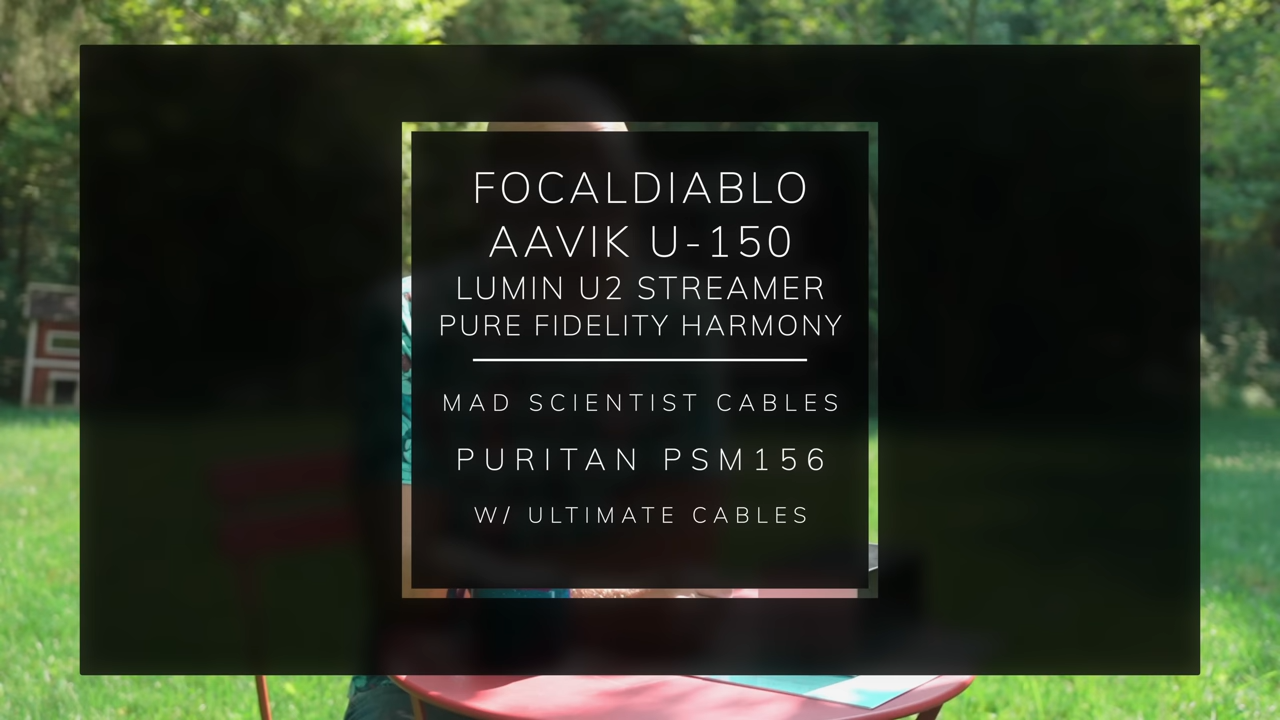 FOCALDIABLO
AAVIK U-150
LUMIN U2 STREAMER
PURE FIDELITY HARMONY
MAD SCIENTIST CABLES
PURITAN PSM156
W/ ULTIMATE CABLES